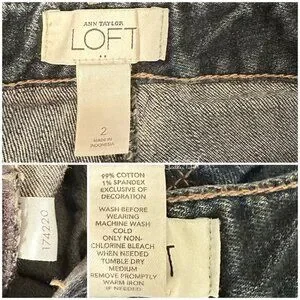 ANN TAYLOR
LOFT
2
MADE IN
INDONESIA
174220
99% COTTON
1% SPANDEX
EXCLUSIVE OF
DECORATION
WASH BEFORE
WEARING
MACHINE WASH
COLD
ONLY NON-
CHLORINE BLEACH
WHEN NEEDED
TUMBLE DRY
MEDIUM
REMOVE PROMPTLY
WARM IRON
IF NEEDED
T